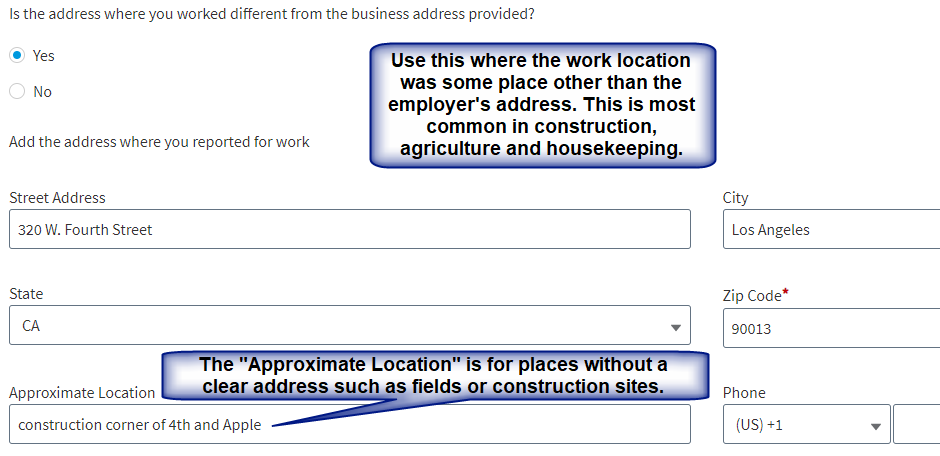 Is the address where you worked different from the business address provided?
Yes
No
Use this where the work location
was some place other than the
employer's address. This is most
common in construction,
agriculture and housekeeping.
Add the address where you reported for work
Street Address
320 W. Fourth Street
City
Los Angeles
State
CA
Zip Code*
90013
The "Approximate Location" is for places without a
clear address such as fields or construction sites.
Approximate Location
construction corner of 4th and Apple
Phone
(US) +1